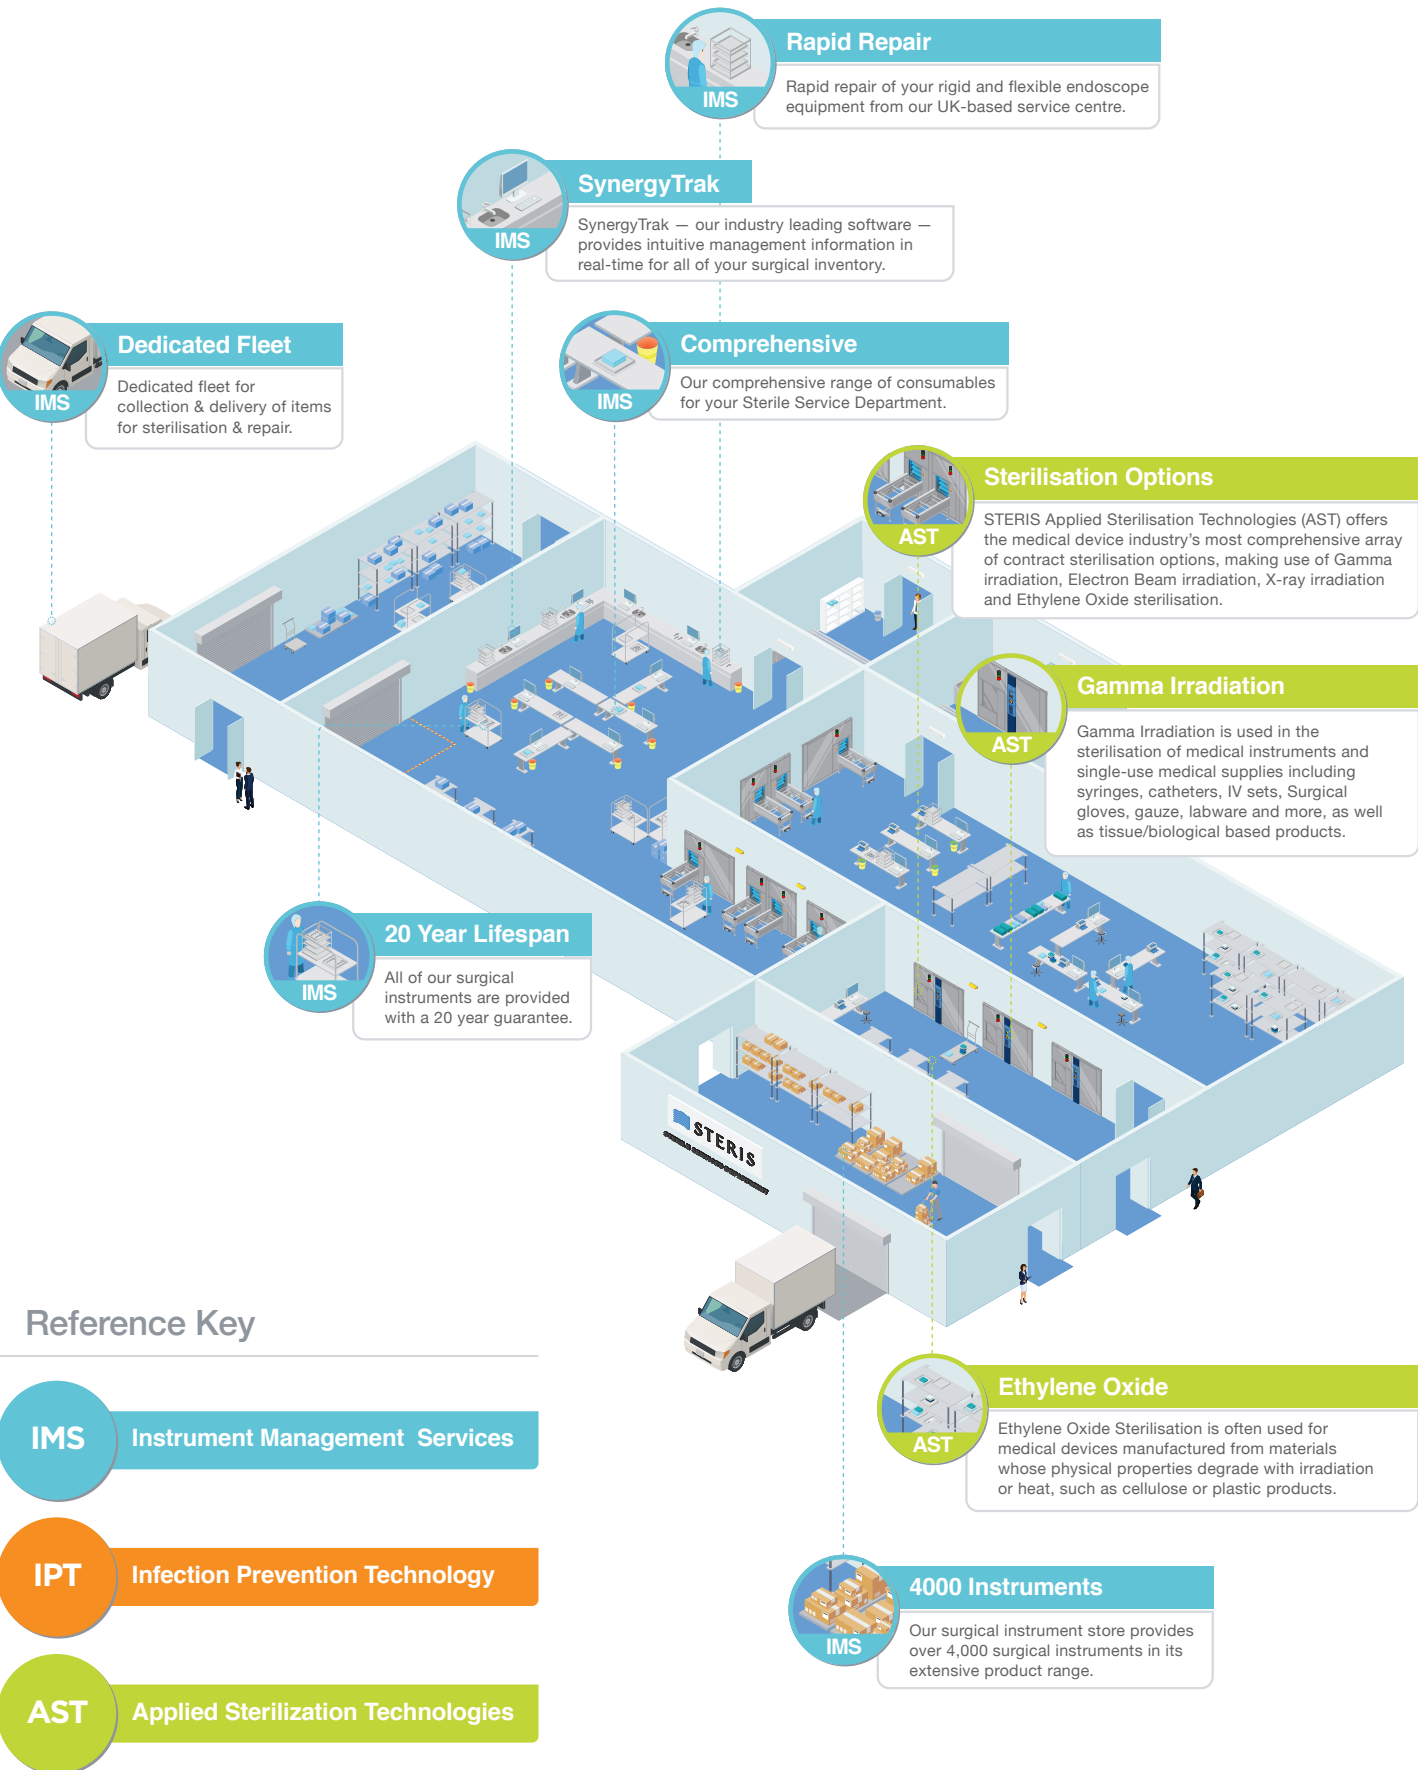 Rapid Repair
IMS
Rapid repair of your rigid and flexible endoscope
equipment from our UK-based service centre.
SynergyTrak
IMS
SynergyTrak — our industry leading software —
provides intuitive management information in
real-time for all of your surgical inventory.
Dedicated Fleet
IMS
Dedicated fleet for
collection & delivery of items
for sterilisation & repair.
Comprehensive
IMS
Our comprehensive range of consumables
for your Sterile Service Department.
Sterilisation Options
AST
STERIS Applied Sterilisation Technologies (AST) offers
the medical device industry's most comprehensive array
of contract sterilisation options, making use of Gamma
irradiation, Electron Beam irradiation, X-ray irradiation
and Ethylene Oxide sterilisation.
Gamma Irradiation
AST
Gamma Irradiation is used in the
sterilisation of medical instruments and
single-use medical supplies including
syringes, catheters, IV sets, Surgical
gloves, gauze, labware and more, as well
as tissue/biological based products.
20 Year Lifespan
IMS
All of our surgical
instruments are provided
with a 20 year guarantee.
STERIS
Ethylene Oxide
AST
Ethylene Oxide Sterilisation is often used for
medical devices manufactured from materials
whose physical properties degrade with irradiation
or heat, such as cellulose or plastic products.
4000 Instruments
IMS
Our surgical instrument store provides
over 4,000 surgical instruments in its
extensive product range.
Reference Key
IMS
Instrument Management Services
IPT
Infection Prevention Technology
AST
Applied Sterilization Technologies